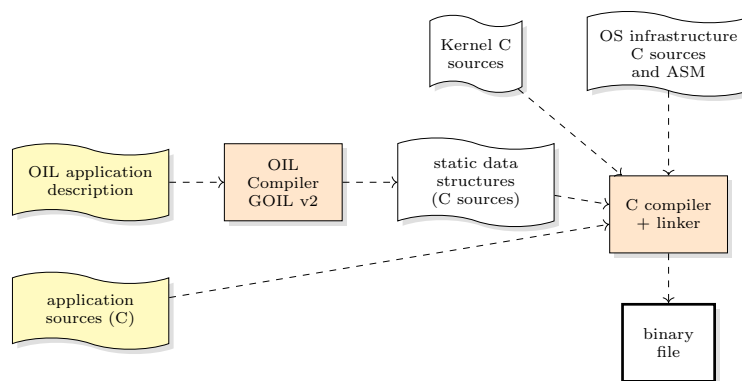 Kernel C
sources
OS infrastructure
C sources
and ASM
OIL application
description
OIL
Compiler
GOIL v2
static data
structures
(C sources)
C compiler
+ linker
application
sources (C)
binary
file